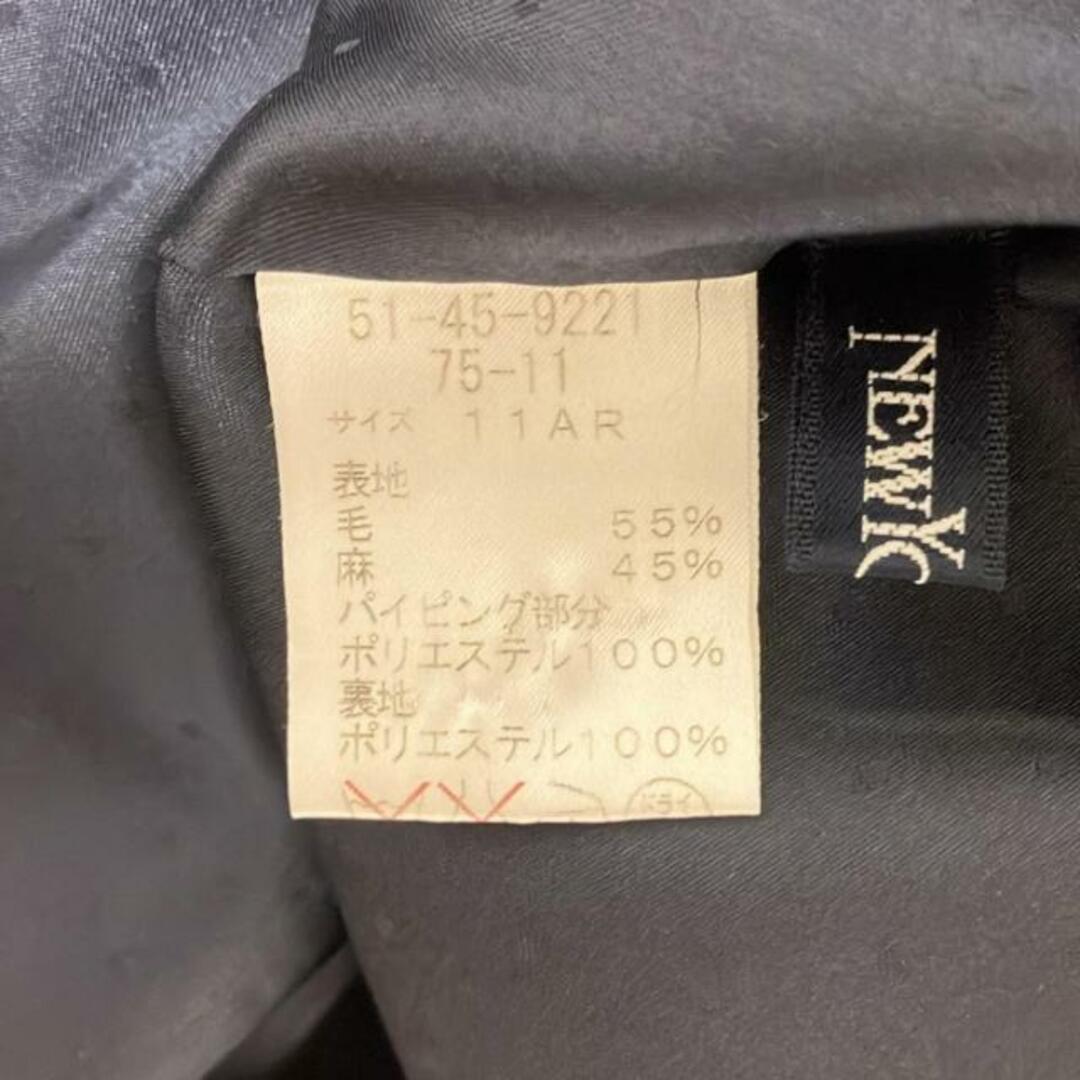 51-45-9221
75-11
サイズ 11AR
表地
毛 55%
麻 45%
パイピング部分
ポリエステル100%
裏地
ポリエステル100%
ドライ
NEWYC